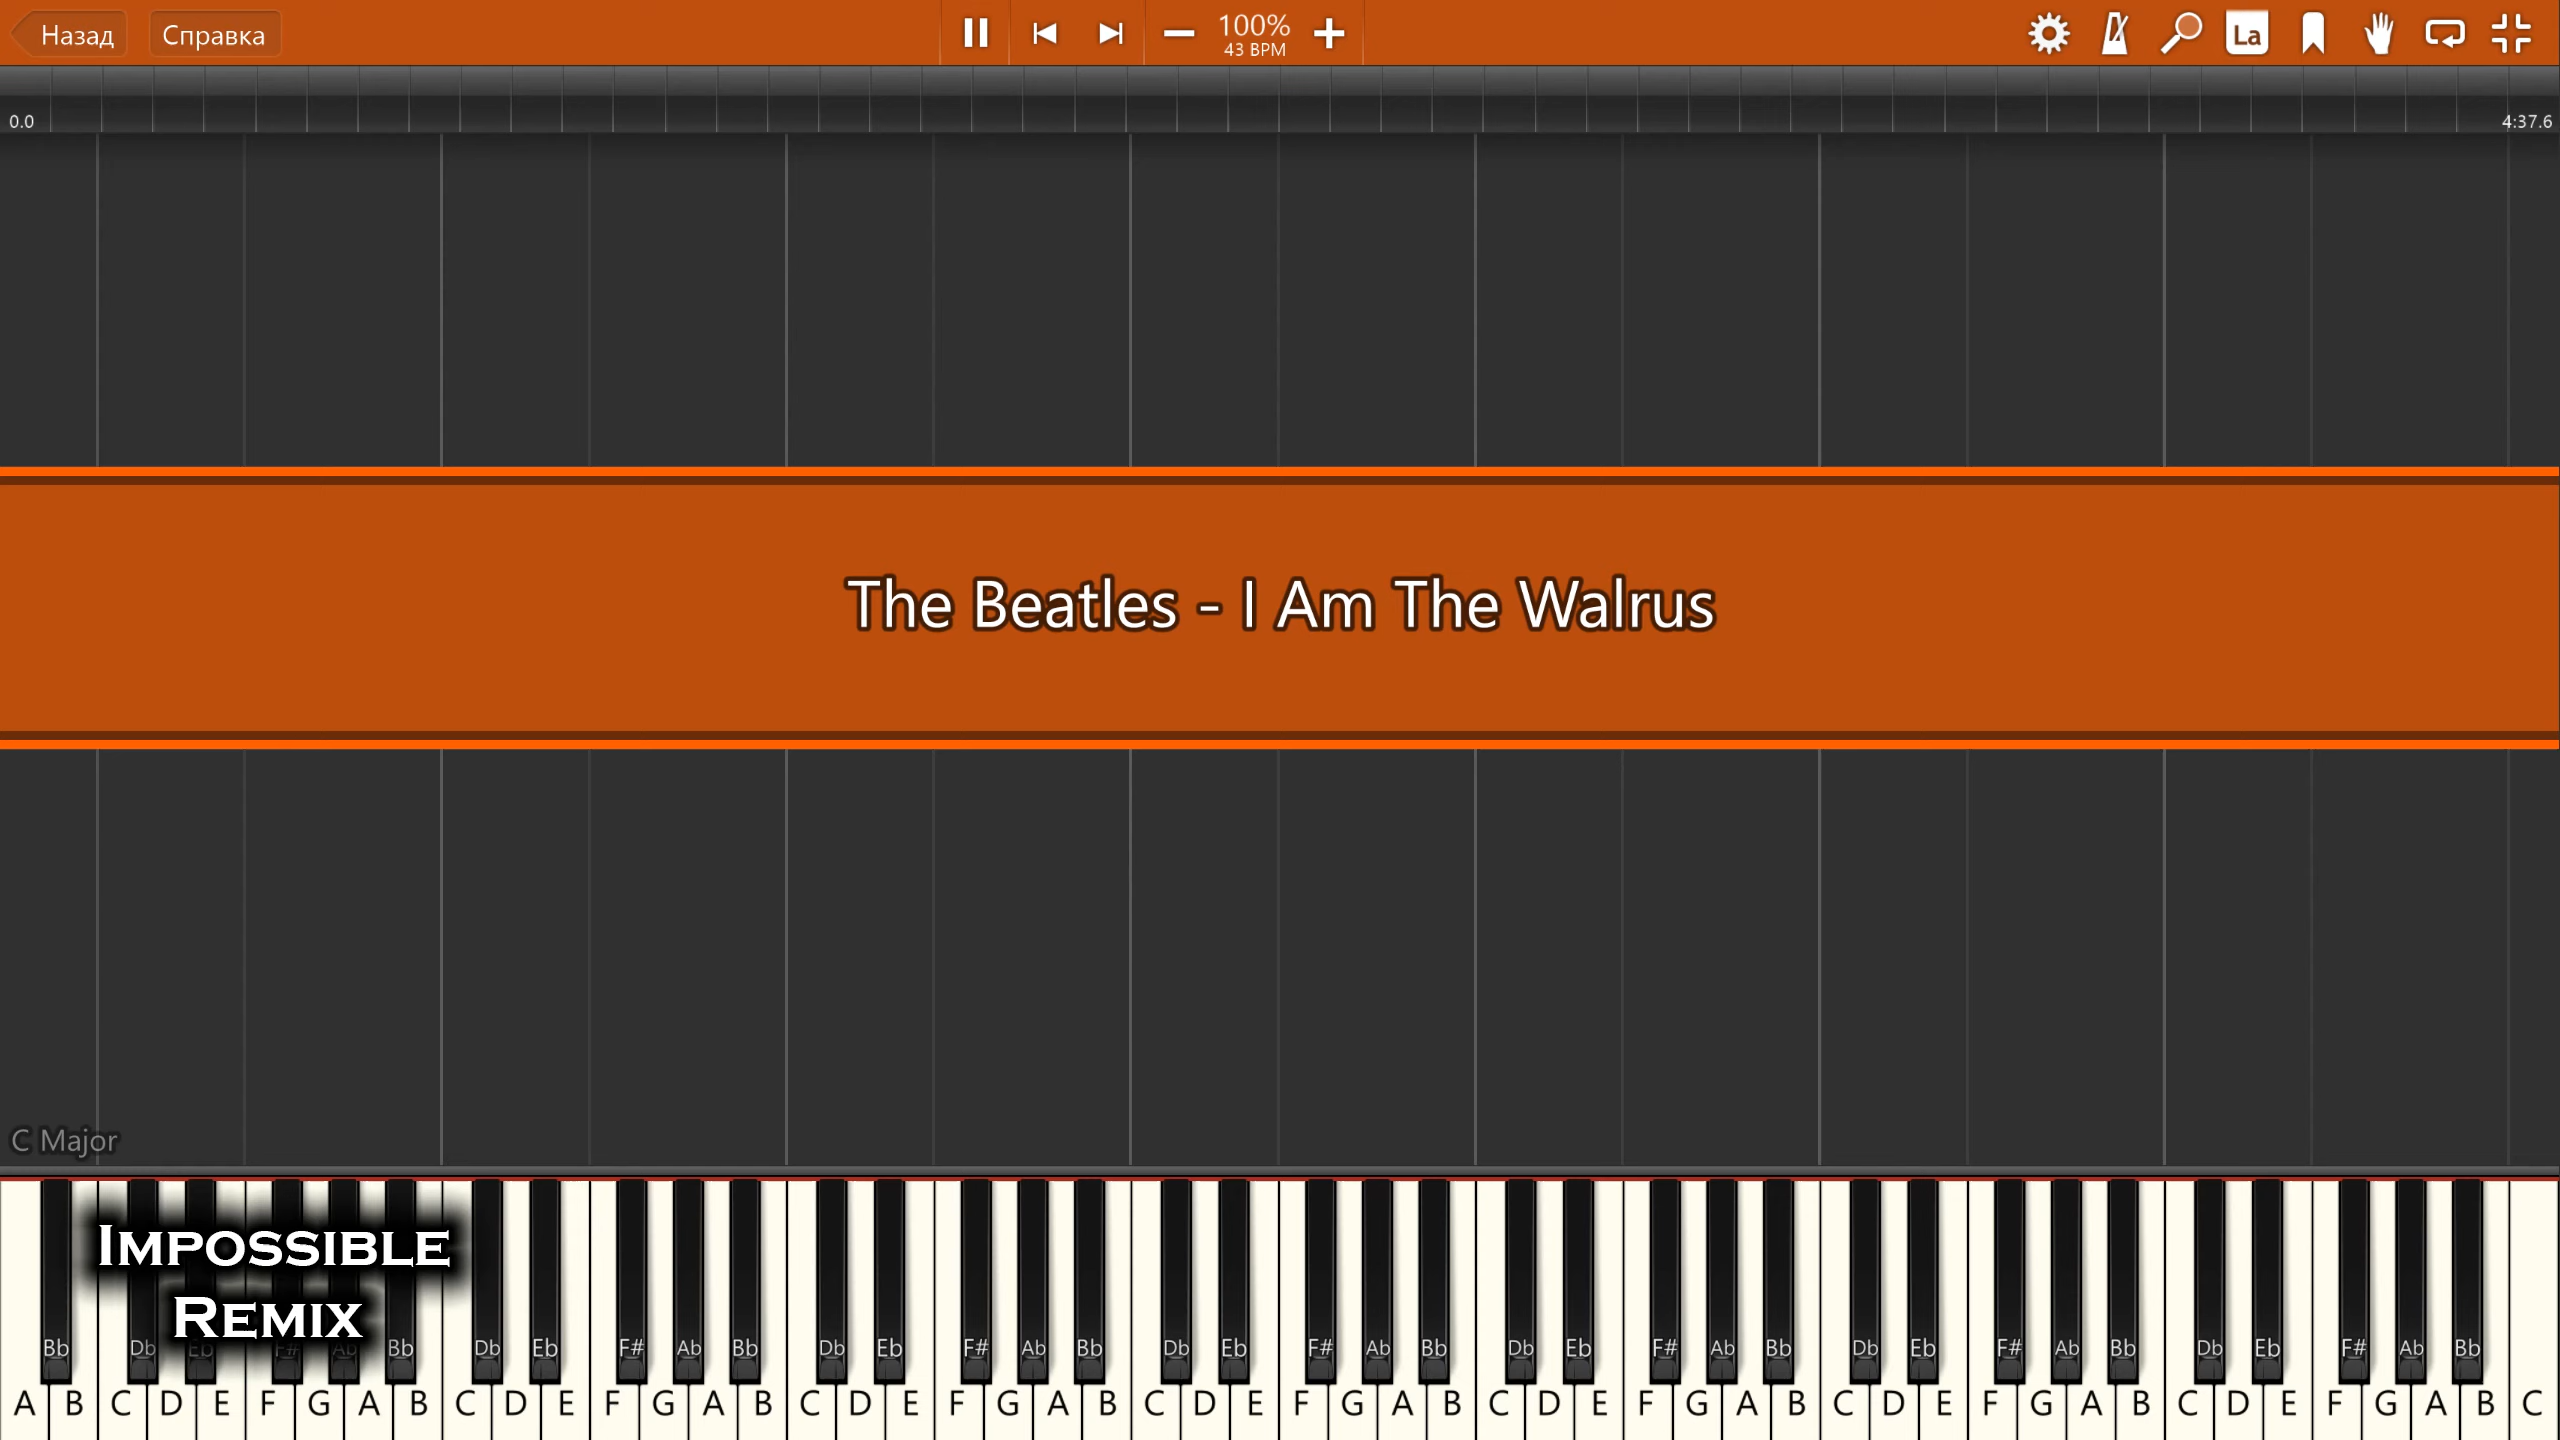 Назад Справка 100% La
43 BPM
0.0 4:37.6
The Beatles - I Am The Walrus
C Major
Impossible
Remix
Bb Db Eb F# Ab Bb Db Eb F# Ab Bb Db Eb F# Ab Bb Db Eb F# Ab Bb Db Eb F# Ab Bb Db Eb F# Ab Bb Db Eb F# Ab Bb
A B C D E F G A B C D E F G A B C D E F G A B C D E F G A B C D E F G A B C D E F G A B C D E F G A B C